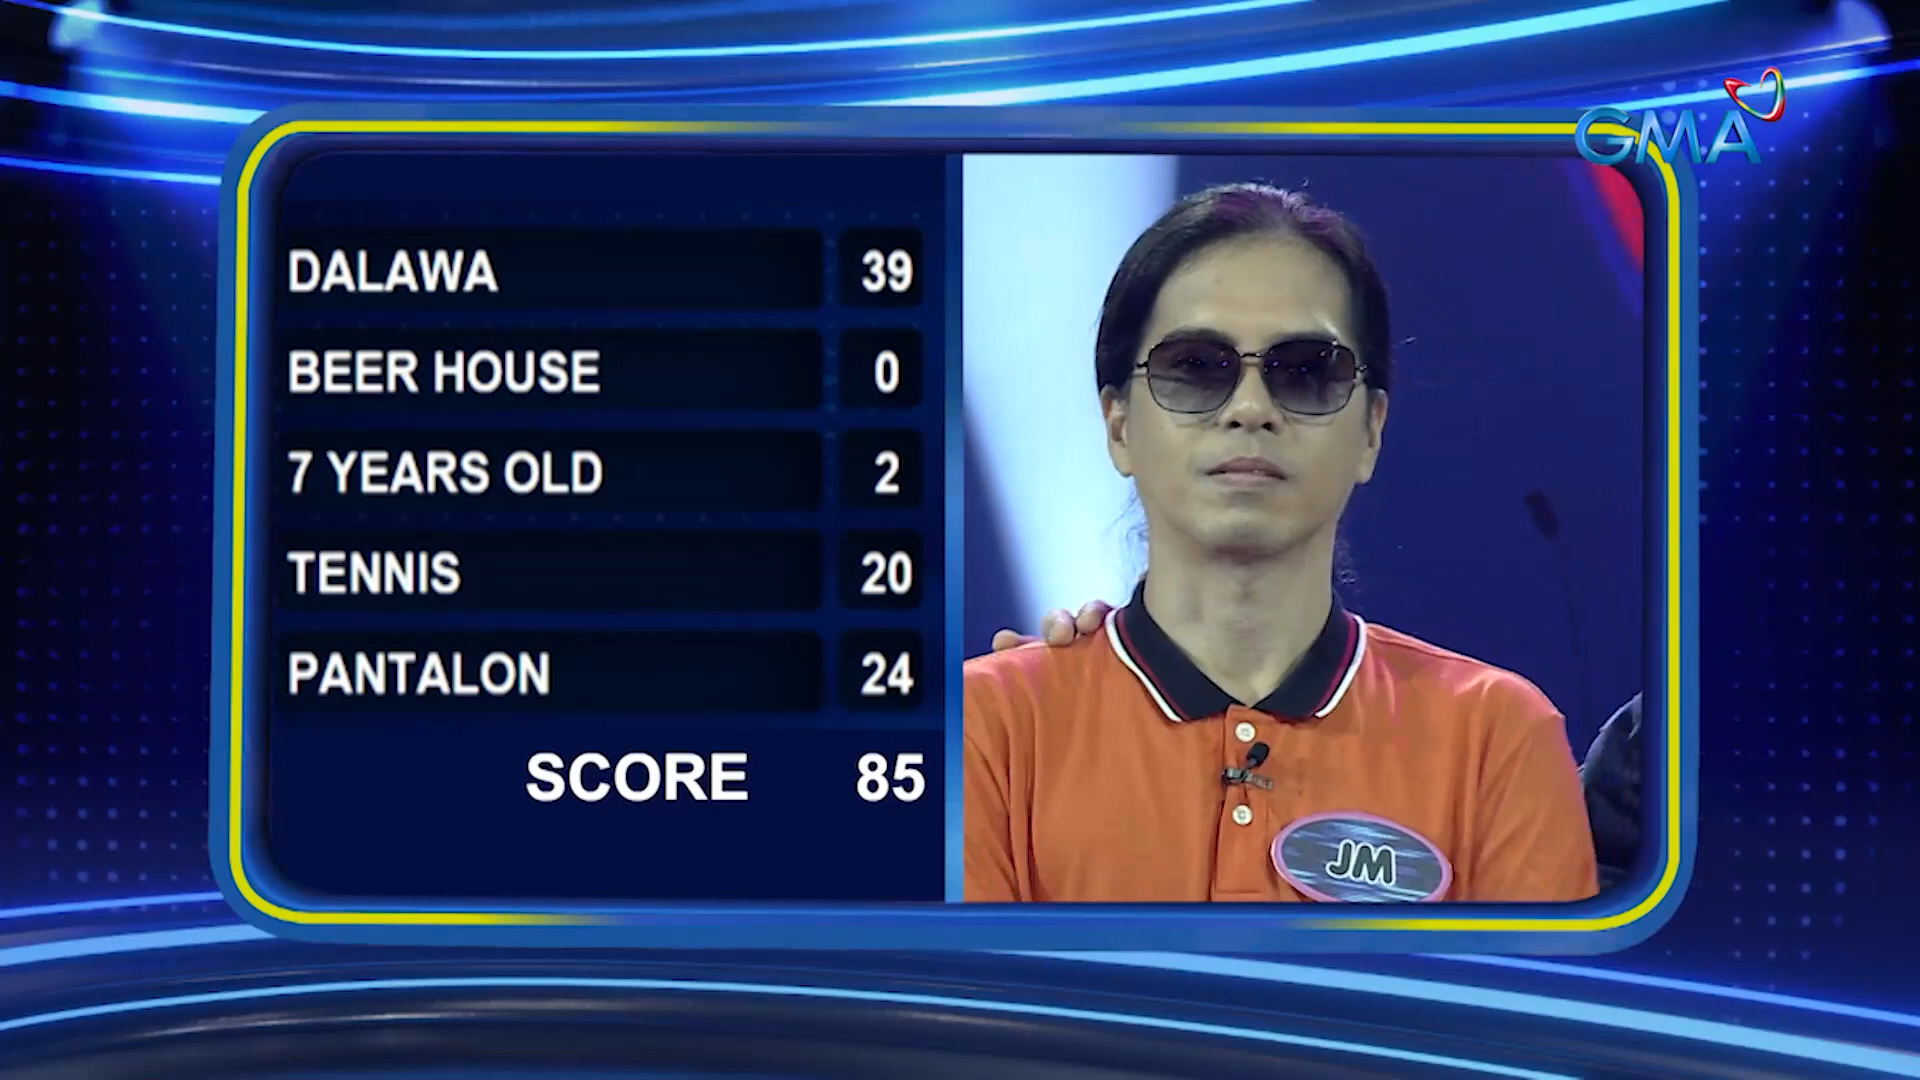 GMA
DALAWA 39
BEER HOUSE 0
7 YEARS OLD 2
TENNIS 20
PANTALON 24
SCORE 85
JM